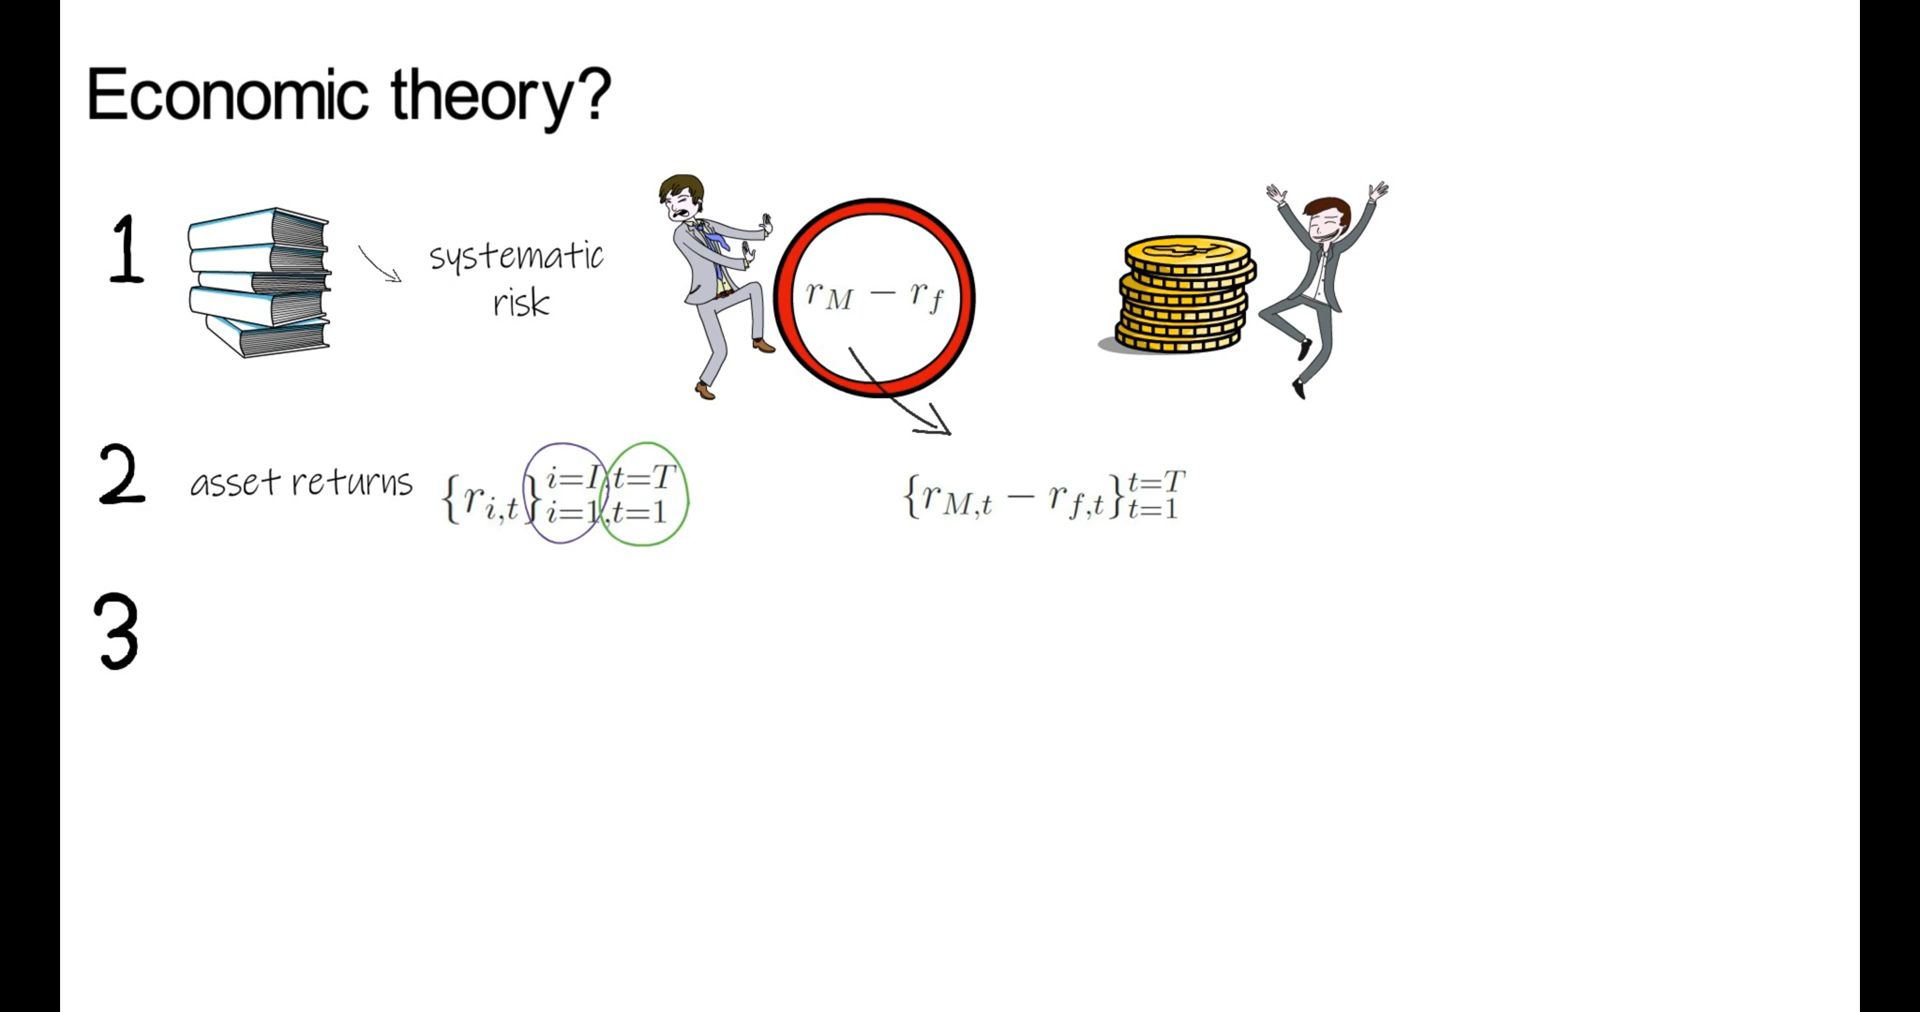 Economic theory?
1
systematic
risk
r_M − r_f
2
asset returns
{r_{i,t}}_{i=1,t=1}^{i=I,t=T}
{r_{M,t} − r_{f,t}}_{t=1}^{t=T}
3